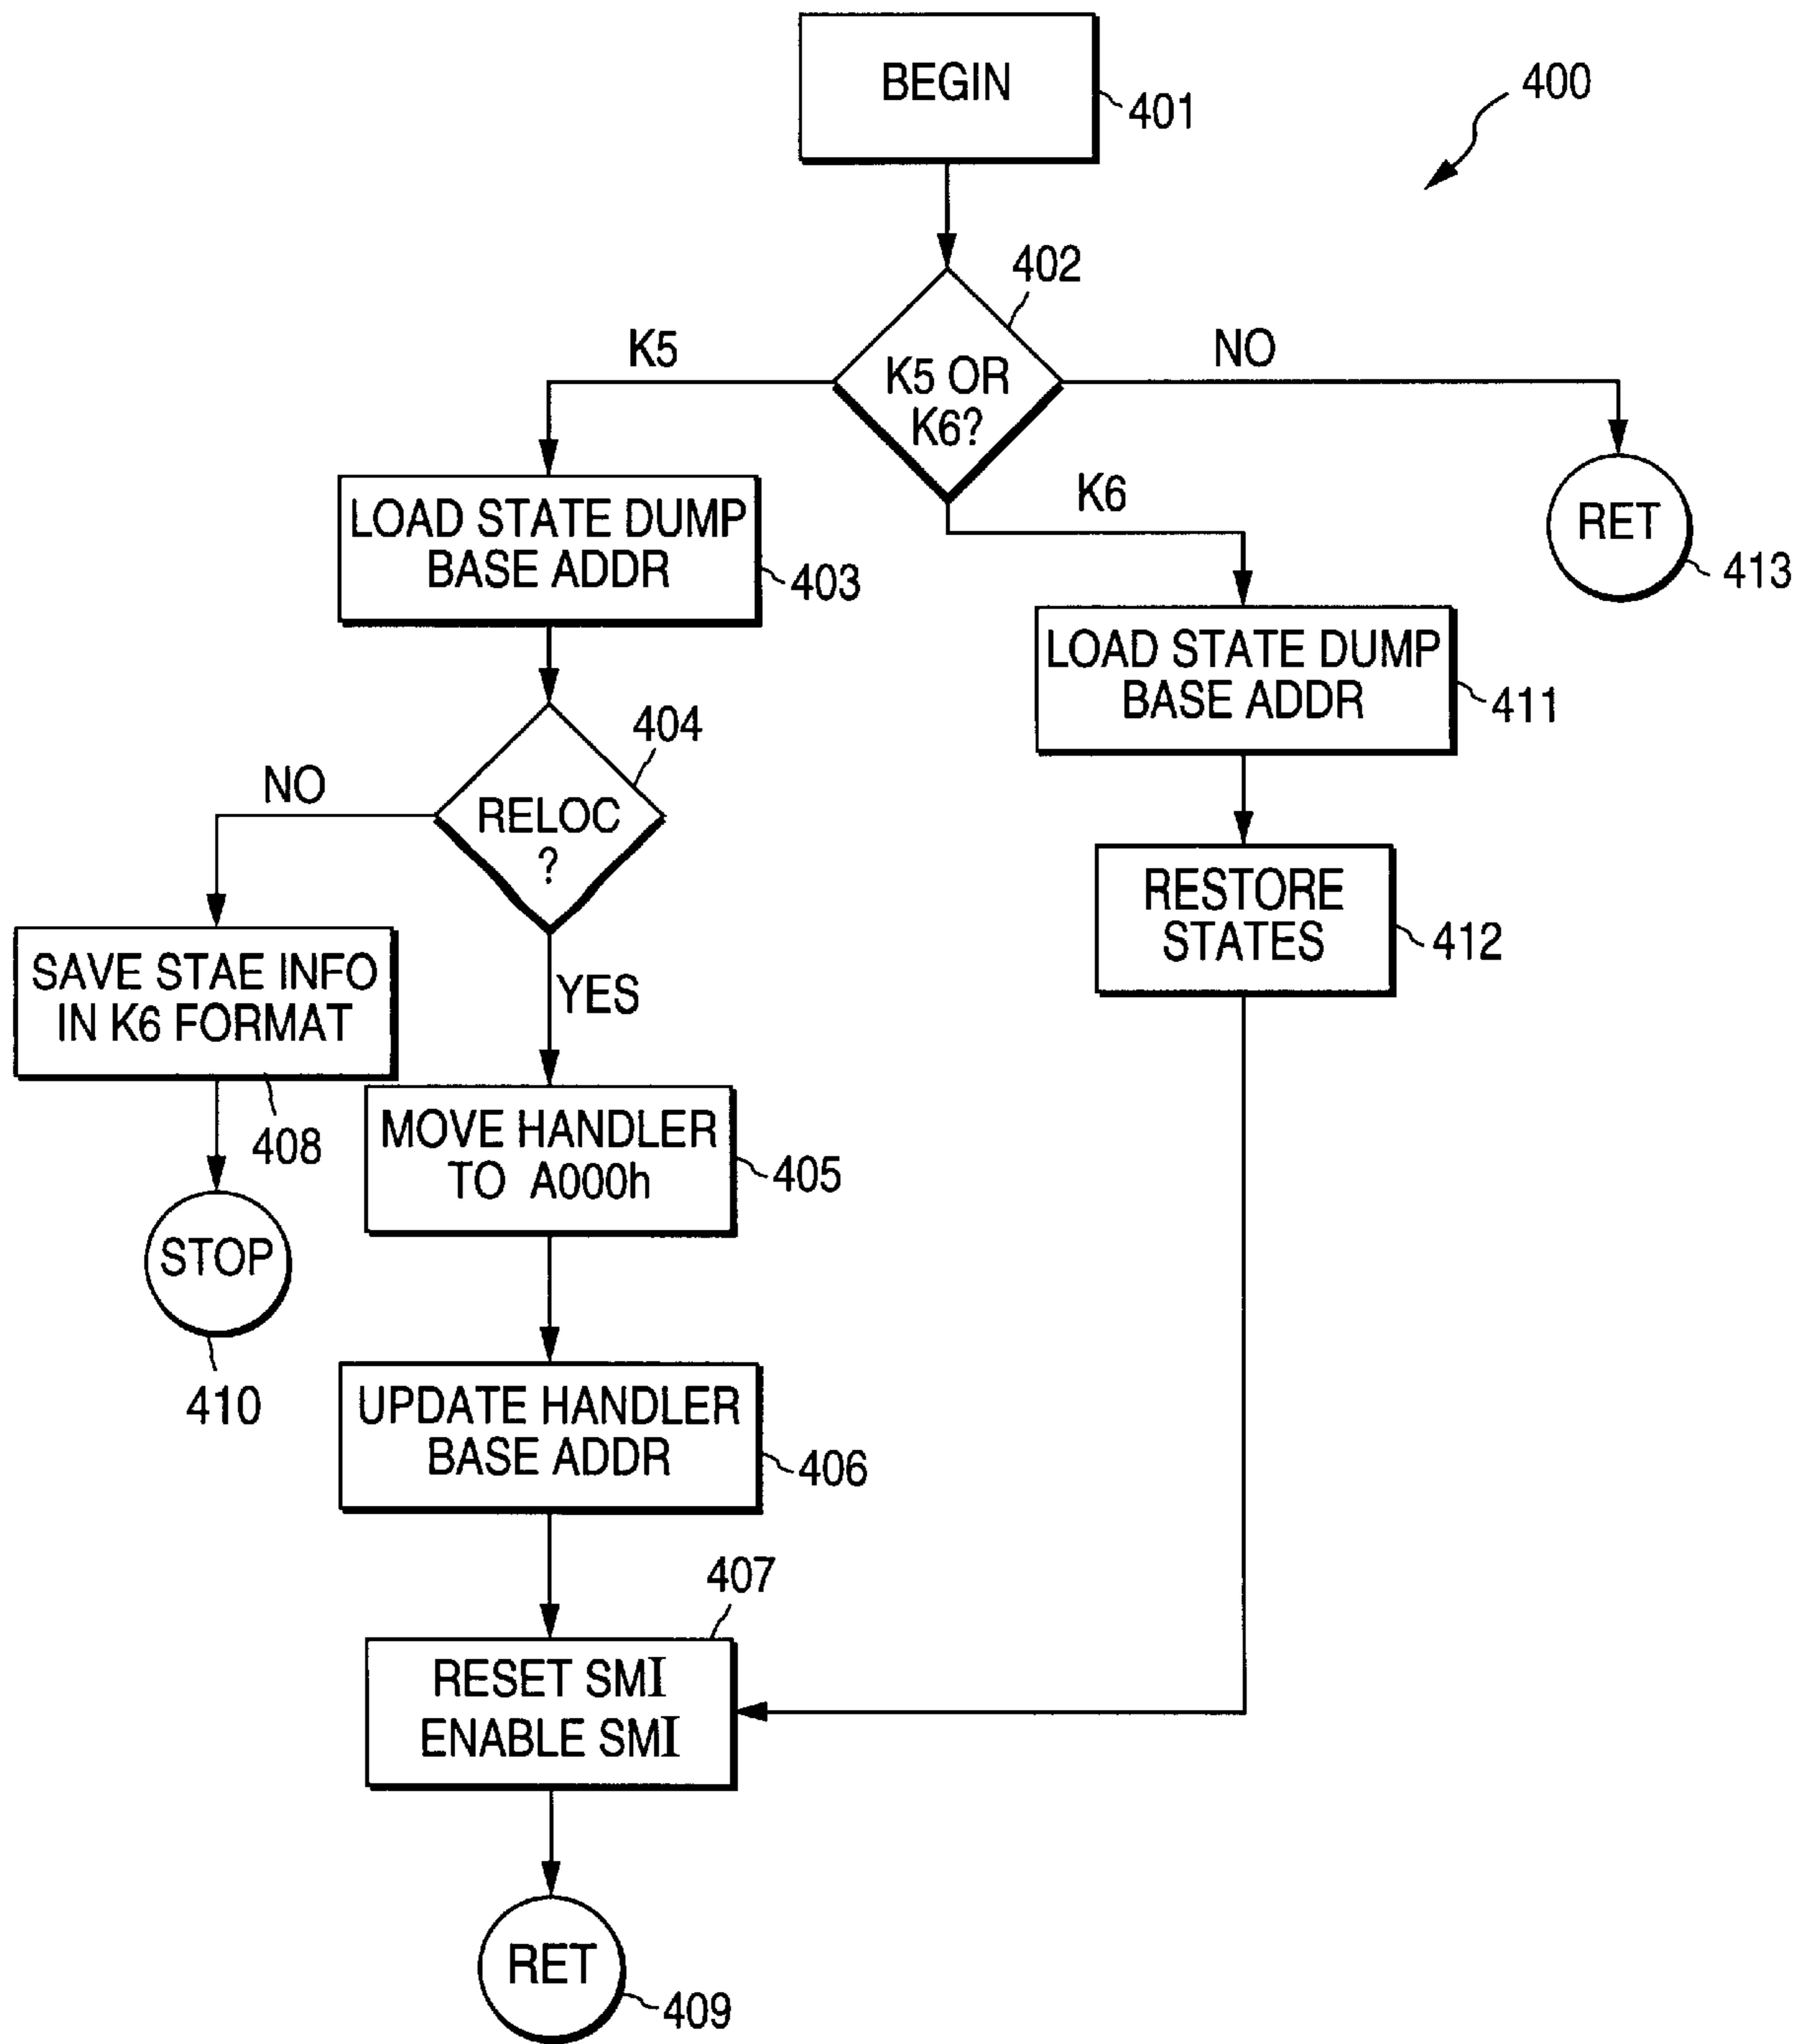 BEGIN
401
400
402
K5 OR
K6?
K5
NO
K6
RET
413
LOAD STATE DUMP
BASE ADDR
403
LOAD STATE DUMP
BASE ADDR
411
404
RELOC
?
NO
YES
RESTORE
STATES
412
SAVE STAE INFO
IN K6 FORMAT
408
MOVE HANDLER
TO A000h
405
STOP
410
UPDATE HANDLER
BASE ADDR
406
407
RESET SMI
ENABLE SMI
RET
409